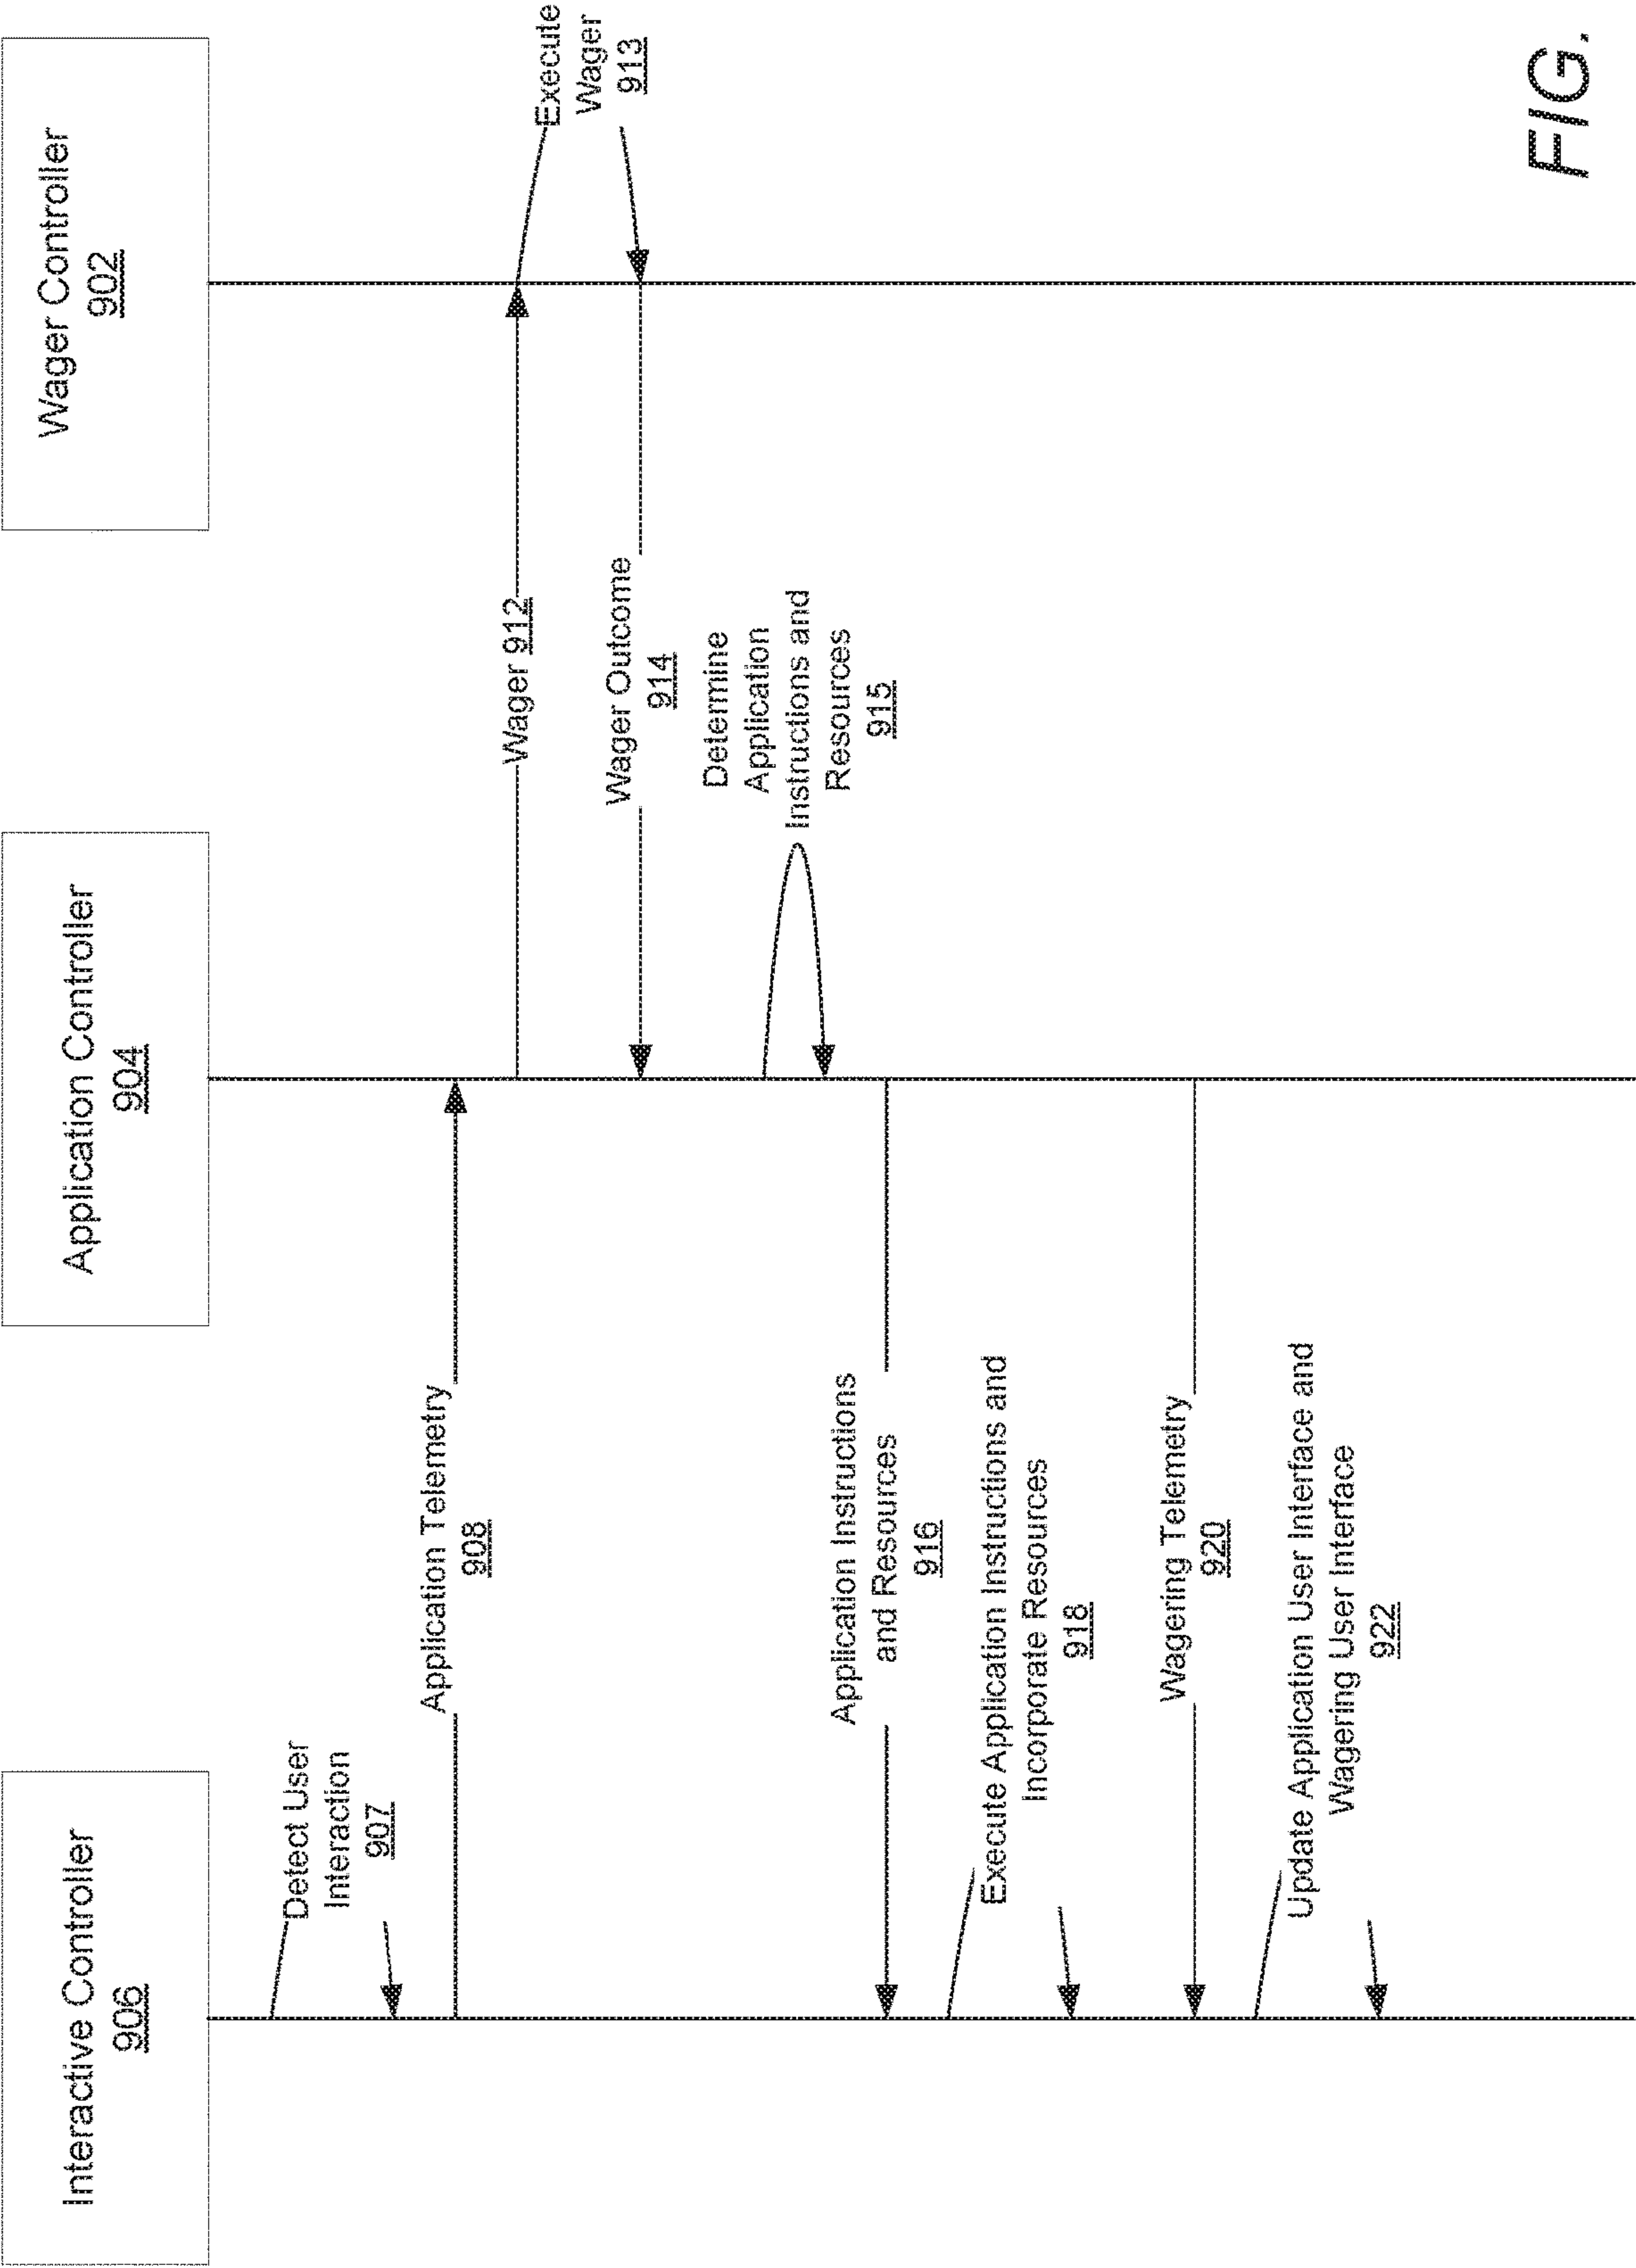 Interactive Controller
906
Application Controller
904
Wager Controller
902
Detect User
Interaction
907
Application Telemetry
908
Wager 912
Execute
Wager
913
Wager Outcome
914
Determine
Application
Instructions and
Resources
915
Application Instructions
and Resources
916
Execute Application Instructions and
Incorporate Resources
918
Wagering Telemetry
920
Update Application User Interface and
Wagering User Interface
922
FIG.